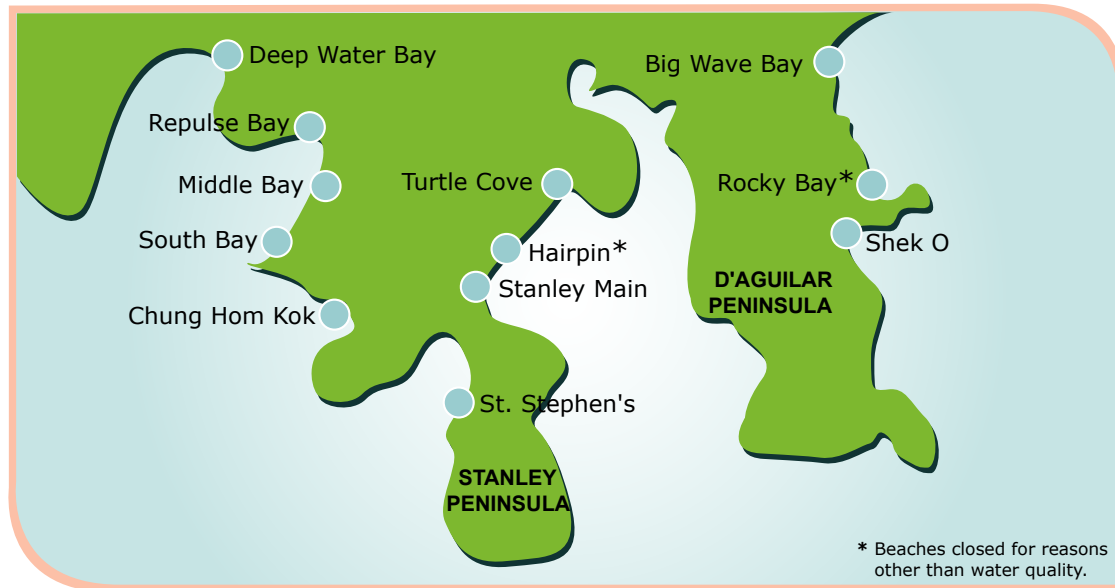 Deep Water Bay
Big Wave Bay
Repulse Bay
Middle Bay
Turtle Cove
Rocky Bay*
South Bay
Hairpin*
Shek O
Stanley Main
D'AGUILAR
PENINSULA
Chung Hom Kok
St. Stephen's
STANLEY
PENINSULA
* Beaches closed for reasons
other than water quality.